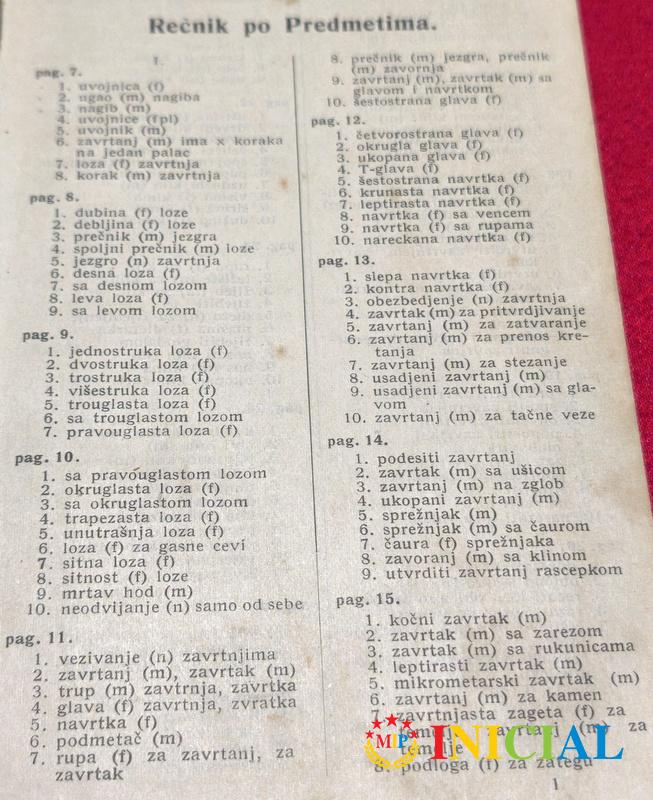 Rečnik po Predmetima.
1.
pag. 7.
1. uvojnica (f)
2. ugao (m) nagiba
3. nagib (m)
4. uvojnice (fpl)
5. uvojnik (m)
6. zavrtanj (m) ima x koraka
na jedan palac
7. loza (f) zavrtnja
8. korak (m) zavrtnja
pag. 8.
1. dubina (f) loze
2. debljina (f) loze
3. prečnik (m) jezgra
4. spoljni prečnik (m) loze
5. jezgro (n) zavrtnja
6. desna loza (f)
7. sa desnom lozom
8. leva loza (f)
9. sa levom lozom
pag. 9.
1. jednostruka loza (f)
2. dvostruka loza (f)
3. trostruka loza (f)
4. višestruka loza (f)
5. trouglasta loza (f)
6. sa trouglastom lozom
7. pravouglasta loza (f)
pag. 10.
1. sa pravouglastom lozom
2. okruglasta loza (f)
3. sa okruglastom lozom
4. trapezasta loza (f)
5. unutrašnja loza (f)
6. loza (f) za gasne cevi
7. sitna loza (f)
8. sitnost (f) loze
9. mrtav hod (m)
10. neodvijanje (n) samo od sebe
pag. 11.
1. vezivanje (n) zavrtnjima
2. zavrtanj (m), zavrtak (m)
3. trup (m) zavtrnja, zavrtka
4. glava (f) zavrtnja, zvratka
5. navrtka (f)
6. podmetač (m)
7. rupa (f) za zavrtanj, za
zavrtak
8. prečnik (m) jezgra, prečnik
(m) zavornja
9. zavrtanj (m), zavrtak (m) sa
glavom i navrtkom
10. šestostrana glava (f)
pag. 12.
1. četvorostrana glava (f)
2. okrugla glava (f)
3. ukopana glava (f)
4. T-glava (f)
5. šestostrana navrtka (f)
6. krunasta navrtka (f)
7. leptirasta navrtka (f)
8. navrtka (f) sa vencem
9. navrtka (f) sa rupama
10. nareckana navrtka (f)
pag. 13.
1. slepa navrtka (f)
2. kontra navrtka (f)
3. obezbedjenje (n) zavrtnja
4. zavrtak (m) za pritvrdjivanje
5. zavrtanj (m) za zatvaranje
6. zavrtanj (m) za prenos kre-
tanja
7. zavrtanj (m) za stezanje
8. usadjeni zavrtanj (m)
9. usadjeni zavrtanj (m) sa gla-
vom
10. zavrtanj (m) za tačne veze
pag. 14.
1. podesiti zavrtanj
2. zavrtak (m) sa ušicom
3. zavrtanj (m) na zglob
4. ukopani zavrtanj (m)
5. sprežnjak (m)
6. sprežnjak (m) sa čaurom
7. čaura (f) sprežnjaka
8. zavoranj (m) sa klinom
9. utvrditi zavrtanj rascepkom
pag. 15.
1. kočni zavrtak (m)
2. zavrtak (m) sa zarezom
3. zavrtak (m) sa rukunicama
4. leptirasti zavrtak (m)
5. mikrometarski zavrtak (m)
6. zavrtanj (m) za kamen
7. zavrtnjasta zageta (f) za
zavrtanj (m) za
8. podloga (f) za zategu
1
MIP INICIAL